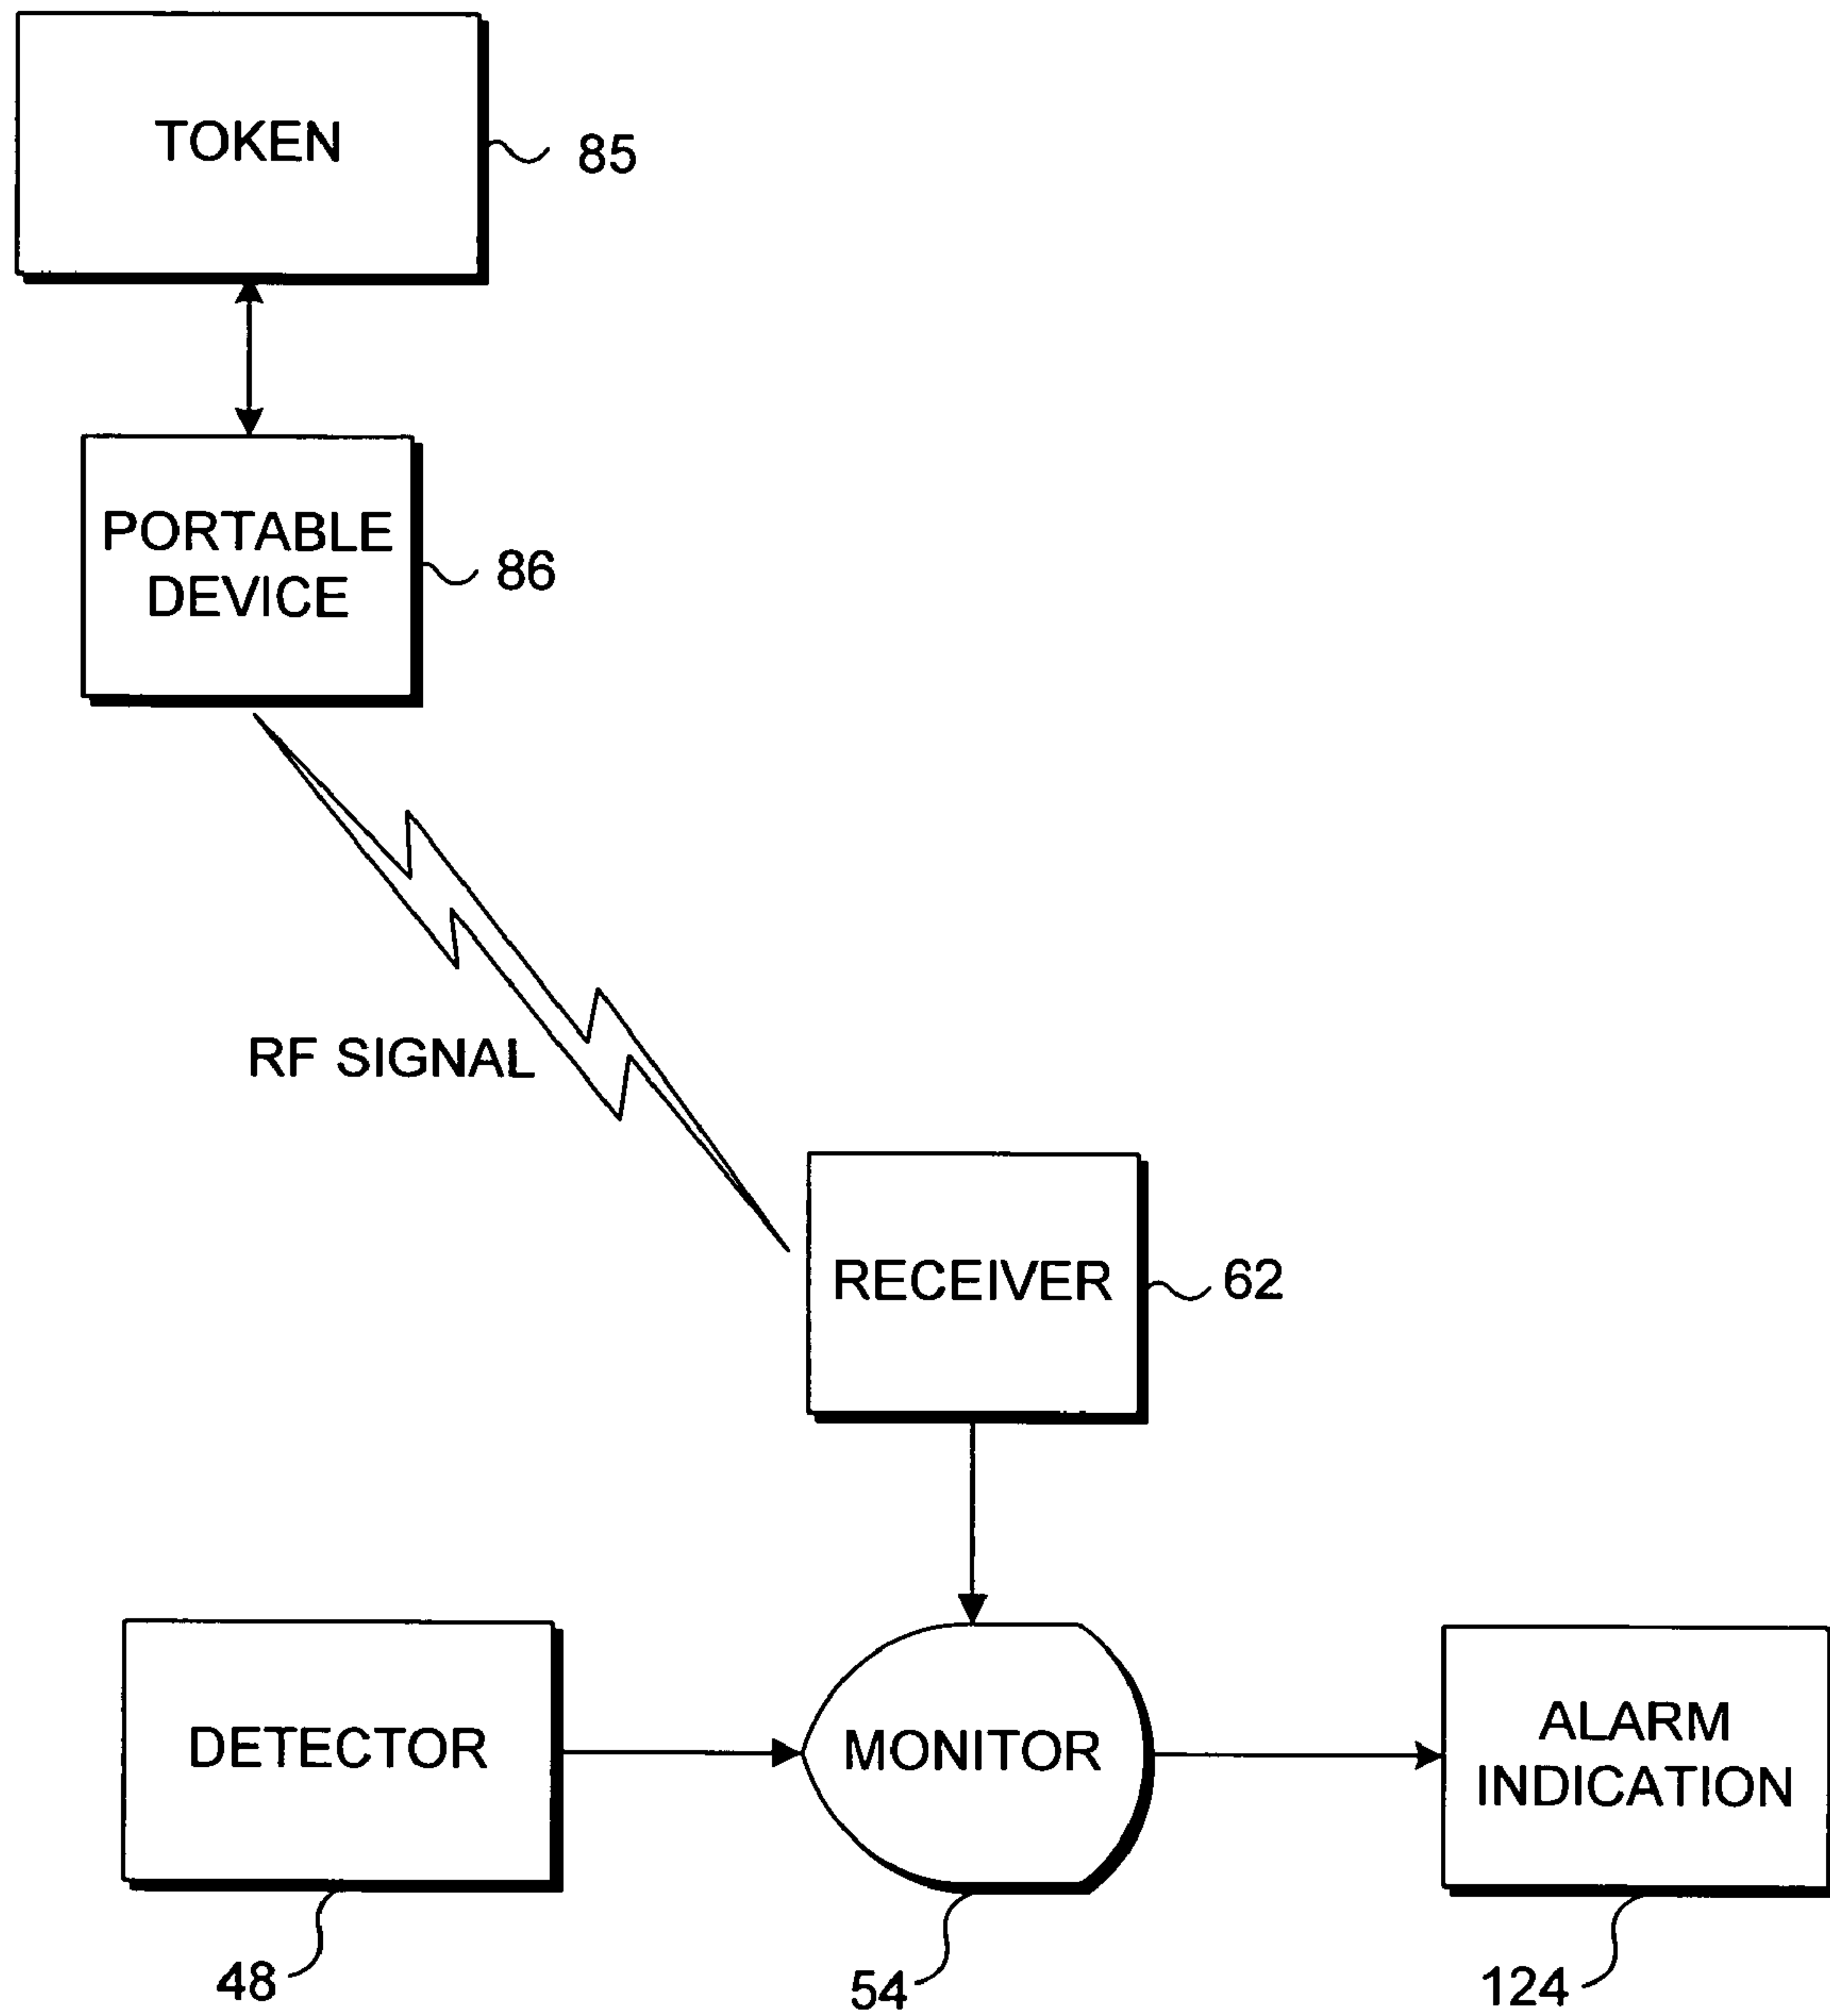 TOKEN
85
PORTABLE
DEVICE
86
RF SIGNAL
RECEIVER
62
DETECTOR
48
MONITOR
54
ALARM
INDICATION
124